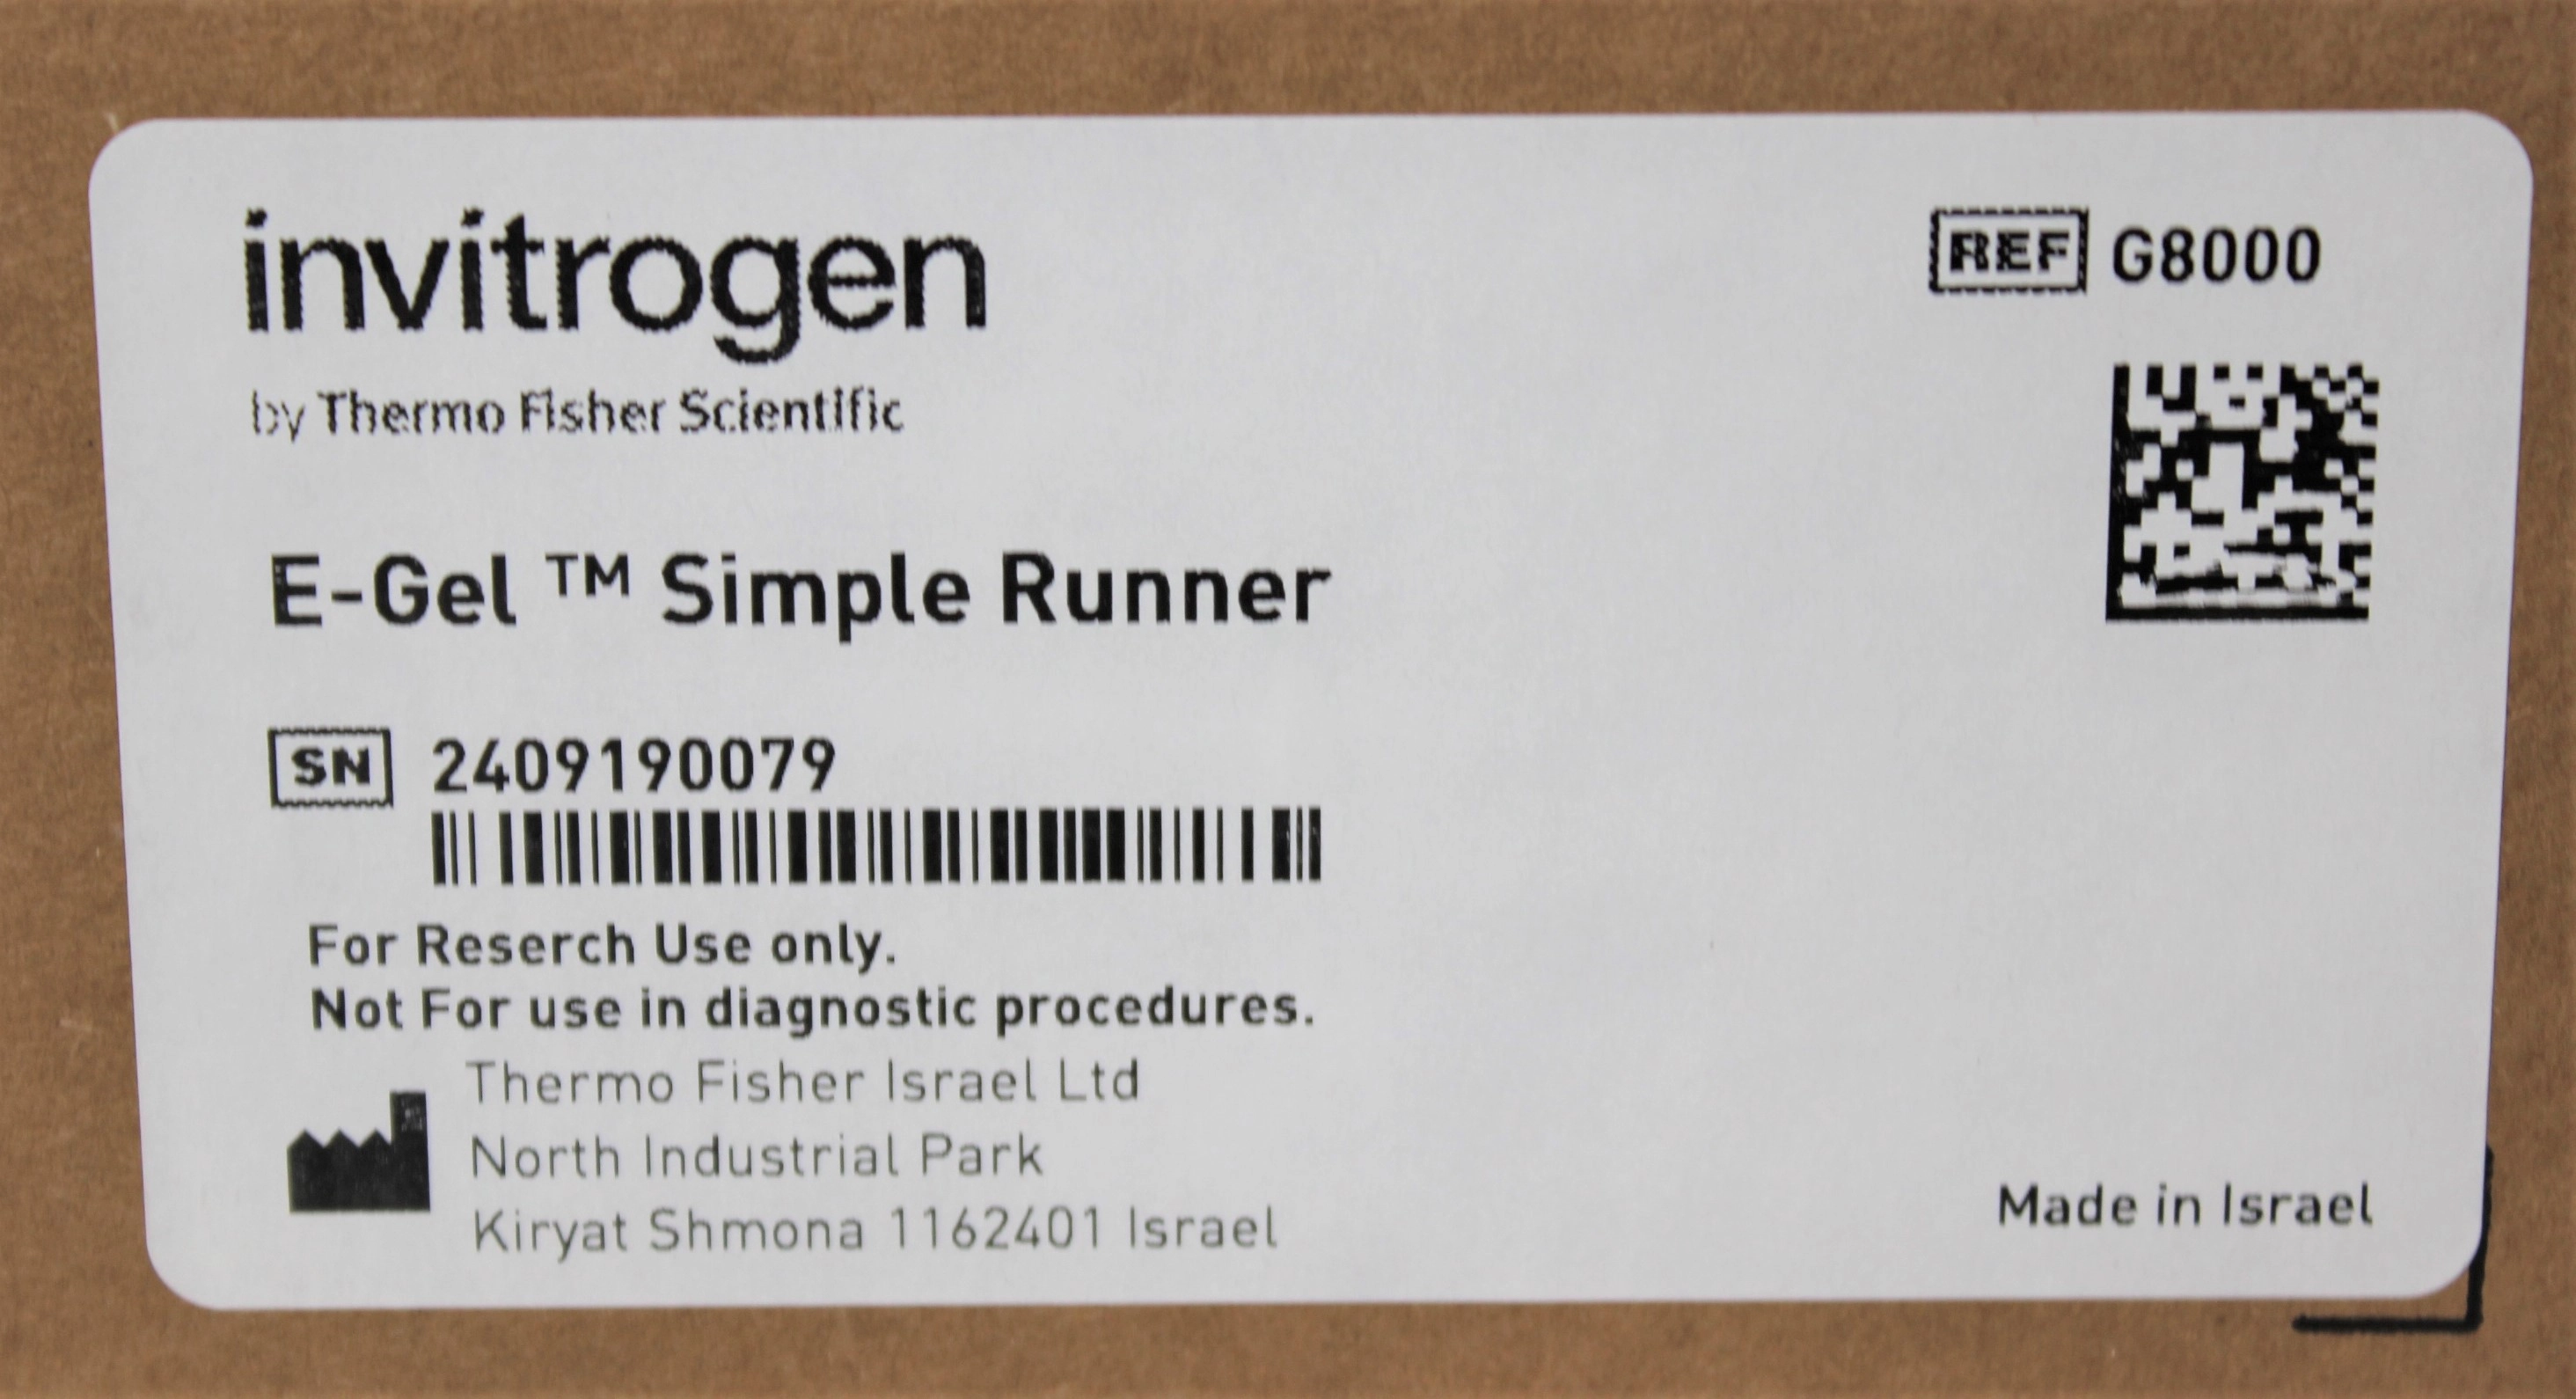 invitrogen
by Thermo Fisher Scientific
REF G8000
E-Gel ™ Simple Runner
SN 2409190079
For Reserch Use only.
Not For use in diagnostic procedures.
Thermo Fisher Israel Ltd
North Industrial Park
Kiryat Shmona 1162401 Israel
Made in Israel